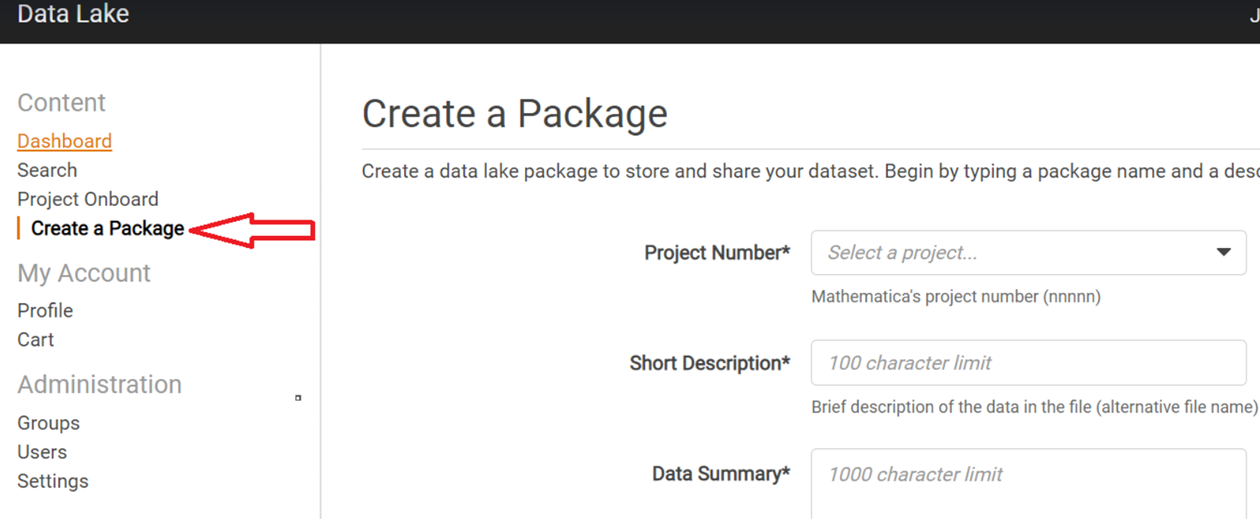 Data Lake
Content
Dashboard
Search
Project Onboard
Create a Package
My Account
Profile
Cart
Administration
Groups
Users
Settings
Create a Package
Create a data lake package to store and share your dataset. Begin by typing a package name and a
Project Number*
Select a project...
Mathematica's project number (nnnnn)
Short Description*
100 character limit
Brief description of the data in the file (alternative file name)
Data Summary*
1000 character limit